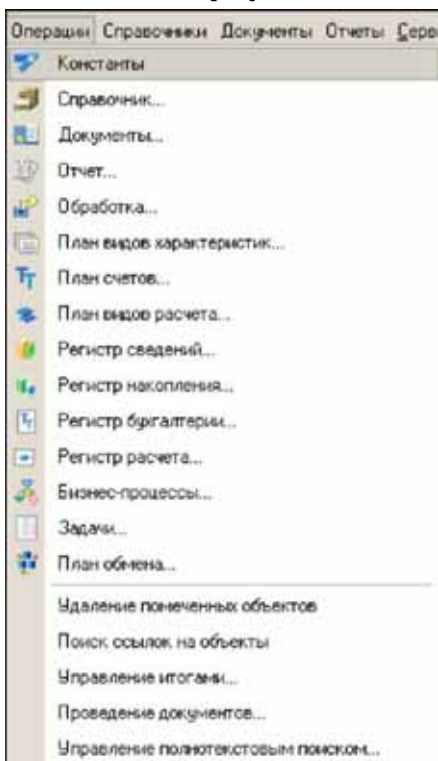 Операции Справочники Документы Отчеты Серви
Константы
Справочник...
Документы...
Отчет...
Обработка...
План видов характеристик...
План счетов...
План видов расчета...
Регистр сведений...
Регистр накопления...
Регистр бухгалтерии...
Регистр расчета...
Бизнес-процессы...
Задачи...
План обмена...
Удаление помеченных объектов
Поиск ссылок на объекты
Управление итогами...
Проведение документов...
Управление полнотекстовым поиском...